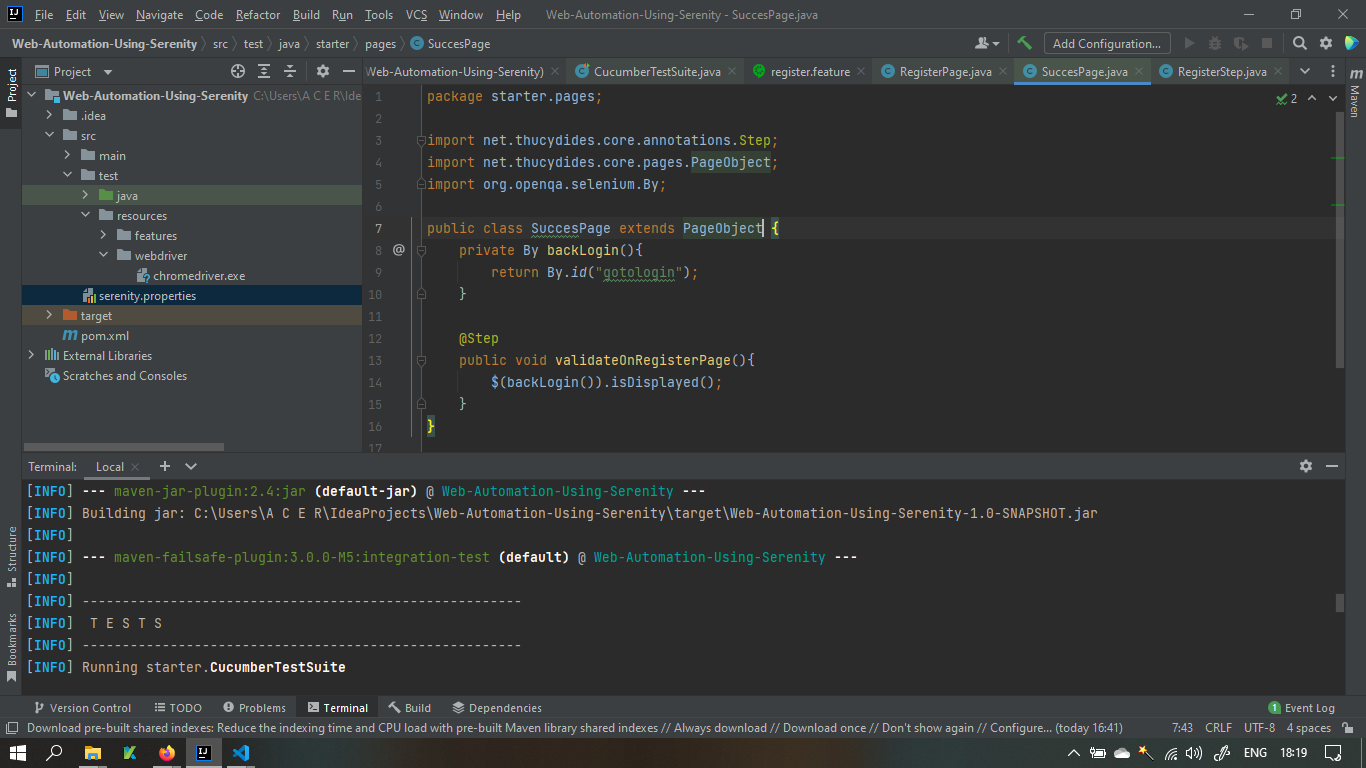 File Edit View Navigate Code Refactor Build Run Tools VCS Window Help Web-Automation-Using-Serenity - SuccesPage.java
Web-Automation-Using-Serenity src test java starter pages SuccesPage Add Configuration...
Project
Web-Automation-Using-Serenity) CucumberTestSuite.java register.feature RegisterPage.java SuccesPage.java RegisterStep.java
Project
Maven
Web-Automation-Using-Serenity C:\Users\A C E R\Ide
.idea
src
main
test
java
resources
features
webdriver
chromedriver.exe
serenity.properties
target
pom.xml
External Libraries
Scratches and Consoles
2
1 package starter.pages;
2
3 import net.thucydides.core.annotations.Step;
4 import net.thucydides.core.pages.PageObject;
5 import org.openqa.selenium.By;
6
7 public class SuccesPage extends PageObject {
8 @ private By backLogin(){
9 return By.id("gotologin");
10 }
11
12 @Step
13 public void validateOnRegisterPage(){
14 $(backLogin()).isDisplayed();
15 }
16 }
17
Terminal: Local
[INFO] --- maven-jar-plugin:2.4:jar (default-jar) @ Web-Automation-Using-Serenity ---
[INFO] Building jar: C:\Users\A C E R\IdeaProjects\Web-Automation-Using-Serenity\target\Web-Automation-Using-Serenity-1.0-SNAPSHOT.jar
[INFO]
[INFO] --- maven-failsafe-plugin:3.0.0-M5:integration-test (default) @ Web-Automation-Using-Serenity ---
[INFO]
[INFO] -------------------------------------------------------
[INFO] T E S T S
[INFO] -------------------------------------------------------
[INFO] Running starter.CucumberTestSuite
Structure
Bookmarks
Version Control TODO Problems Terminal Build Dependencies 1 Event Log
Download pre-built shared indexes: Reduce the indexing time and CPU load with pre-built Maven library shared indexes // Always download // Download once // Don't show again // Configure... (today 16:41) 7:43 CRLF UTF-8 4 spaces
ENG 18:19